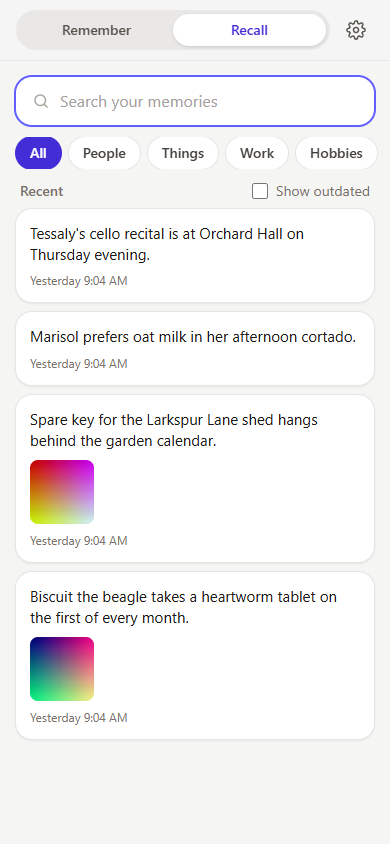 Remember
Recall
Search your memories
All
People
Things
Work
Hobbies
Recent
Show outdated
Tessaly's cello recital is at Orchard Hall on
Thursday evening.
Yesterday 9:04 AM
Marisol prefers oat milk in her afternoon cortado.
Yesterday 9:04 AM
Spare key for the Larkspur Lane shed hangs
behind the garden calendar.
Yesterday 9:04 AM
Biscuit the beagle takes a heartworm tablet on
the first of every month.
Yesterday 9:04 AM